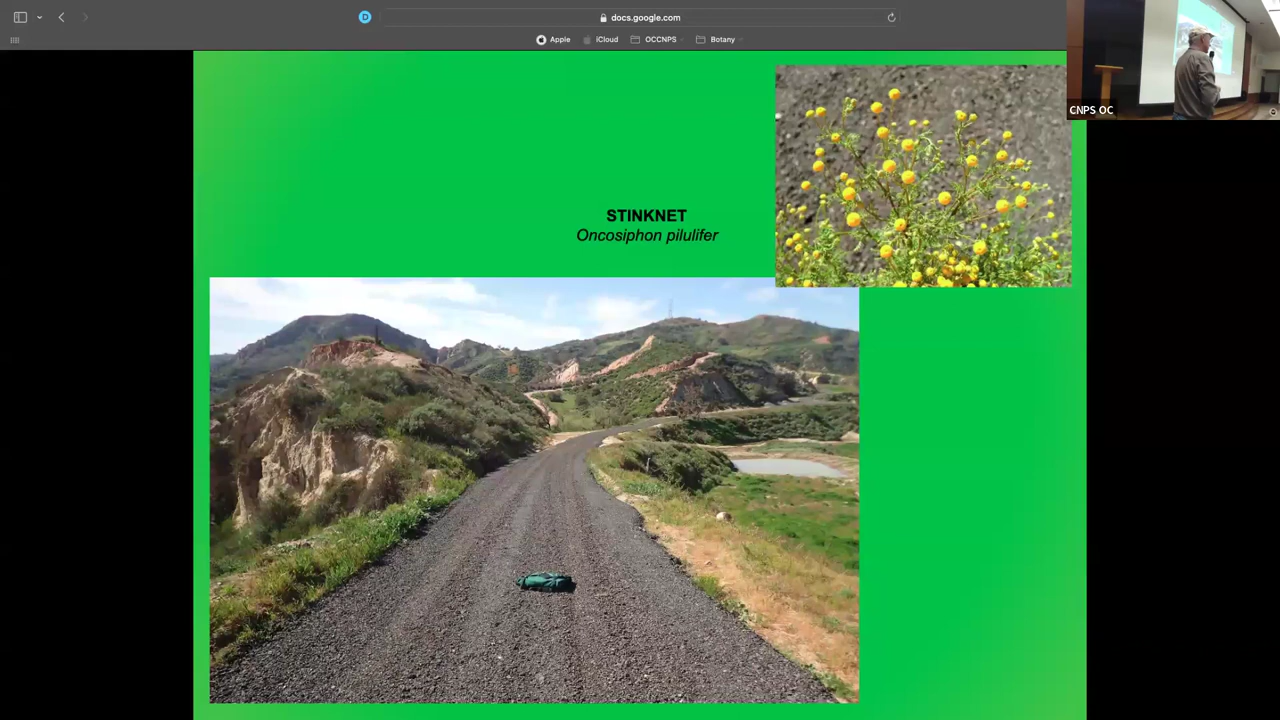 docs.google.com
Apple
iCloud
OCCNPS
Botany
D
CNPS OC
STINKNET
Oncosiphon pilulifer